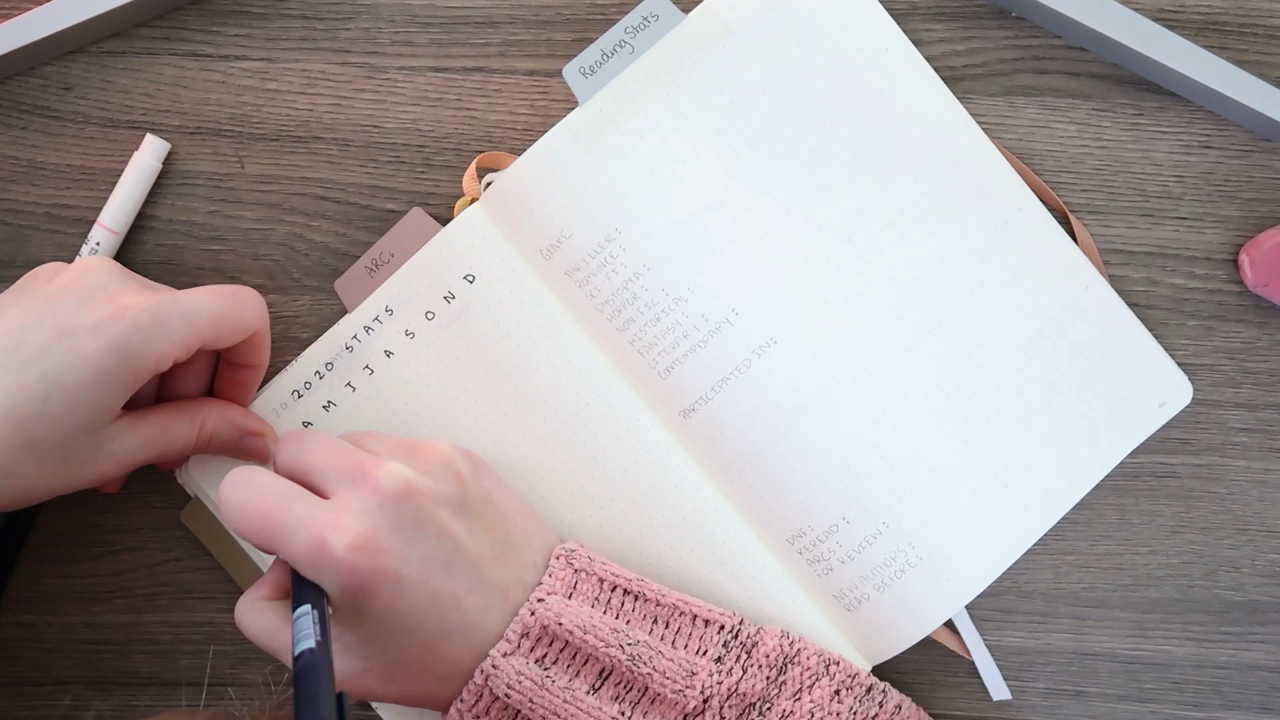 Reading Stats
ARCs
2020 STATS
A M J J A S O N D
GENRE
THRILLER:
ROMANCE:
SCI FI:
DYSTOPIA:
HORROR:
NON FIC:
HISTORICAL:
FANTASY:
LITERARY:
CONTEMPORARY:
PARTICIPATED IN:
DNF:
REREAD:
ARCS:
FOR REVIEW:
NEW AUTHORS:
READ BEFORE: